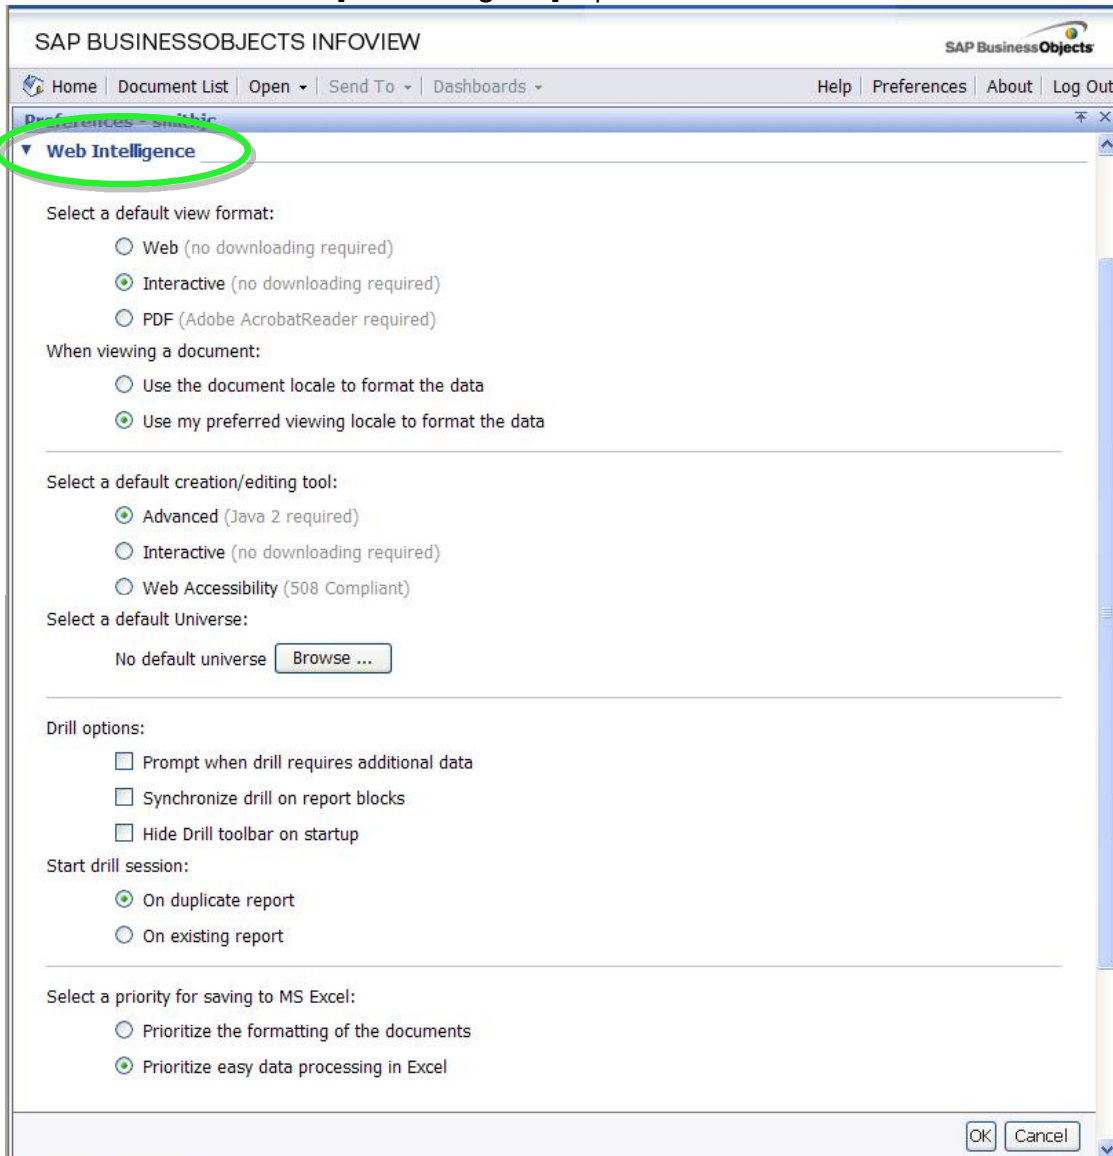 SAP BUSINESSOBJECTS INFOVIEW
SAP BusinessObjects
Home Document List Open Send To Dashboards Help Preferences About Log Out
Preferences - smithjc
Web Intelligence
Select a default view format:
Web (no downloading required)
Interactive (no downloading required)
PDF (Adobe AcrobatReader required)
When viewing a document:
Use the document locale to format the data
Use my preferred viewing locale to format the data
Select a default creation/editing tool:
Advanced (Java 2 required)
Interactive (no downloading required)
Web Accessibility (508 Compliant)
Select a default Universe:
No default universe Browse ...
Drill options:
Prompt when drill requires additional data
Synchronize drill on report blocks
Hide Drill toolbar on startup
Start drill session:
On duplicate report
On existing report
Select a priority for saving to MS Excel:
Prioritize the formatting of the documents
Prioritize easy data processing in Excel
OK Cancel